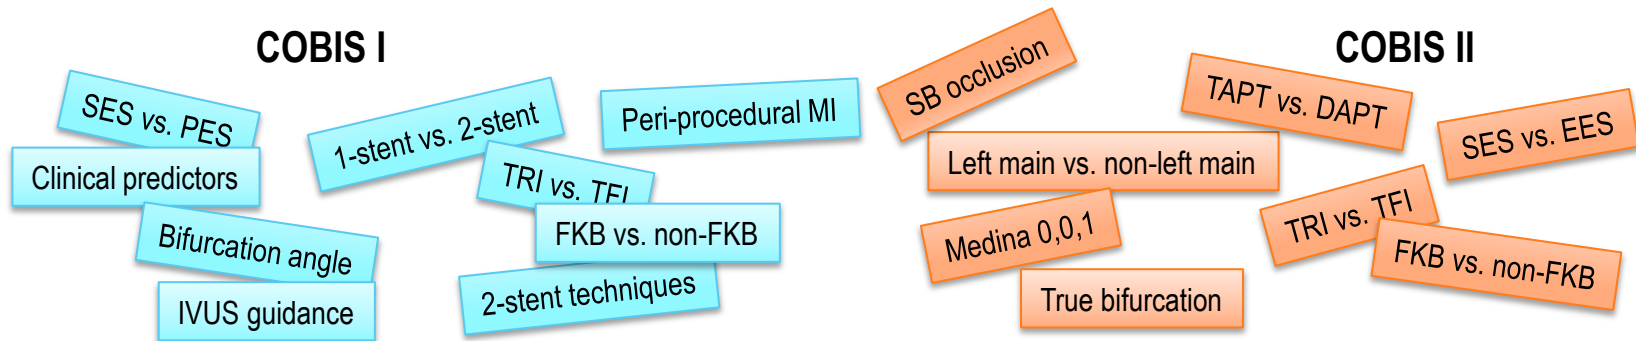 COBIS I
SES vs. PES
Clinical predictors
Bifurcation angle
IVUS guidance
1-stent vs. 2-stent
Peri-procedural MI
TRI vs. TFI
FKB vs. non-FKB
2-stent techniques
COBIS II
SB occlusion
TAPT vs. DAPT
SES vs. EES
Left main vs. non-left main
Medina 0,0,1
TRI vs. TFI
FKB vs. non-FKB
True bifurcation